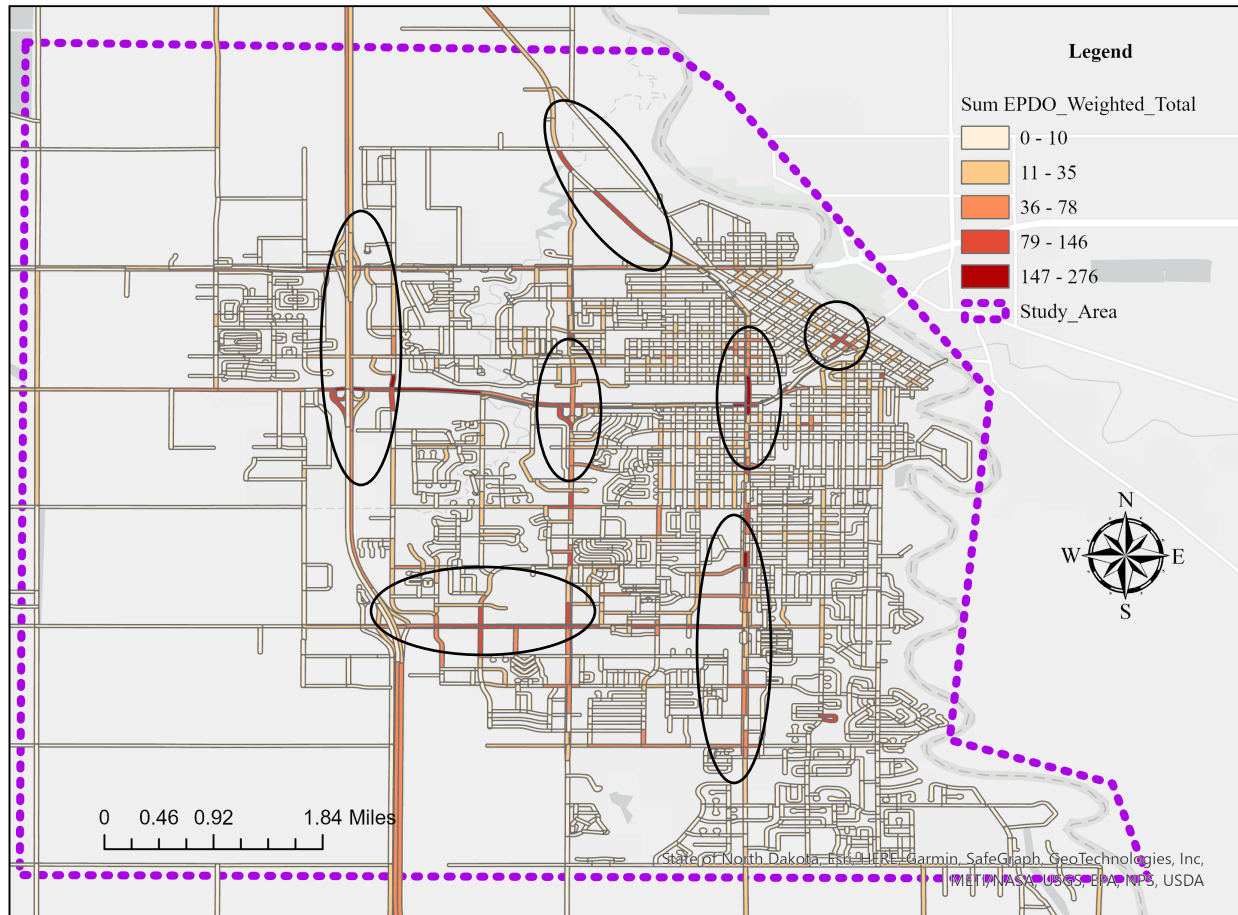 Legend
Sum EPDO_Weighted_Total
0 - 10
11 - 35
36 - 78
79 - 146
147 - 276
Study_Area
N
W
E
S
0 0.46 0.92 1.84 Miles
State of North Dakota, Esri, HERE, Garmin, SafeGraph, GeoTechnologies, Inc,
METI/NASA, USGS, EPA, NPS, USDA